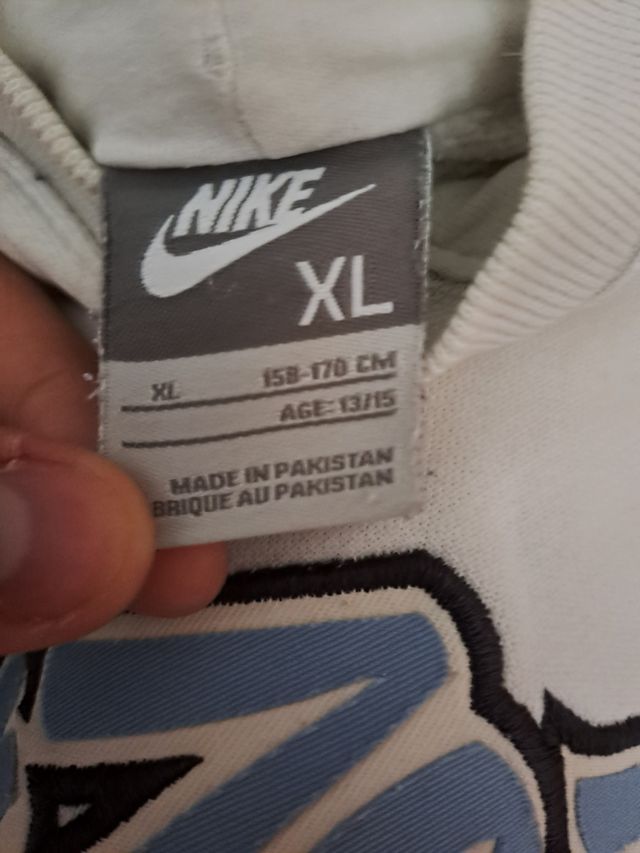 NIKE
XL
XL 158-170 CM
AGE: 13/15
MADE IN PAKISTAN
BRIQUE AU PAKISTAN